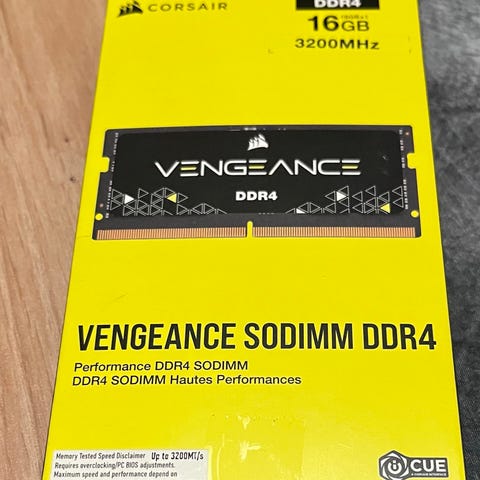 CORSAIR
DDR4
16GB
3200MHz
VENGEANCE
DDR4
VENGEANCE SODIMM DDR4
Performance DDR4 SODIMM
DDR4 SODIMM Hautes Performances
Memory Tested Speed Disclaimer Up to 3200MT/s
Requires overclocking/PC BIOS adjustments.
Maximum speed and performance depend on
iCUE